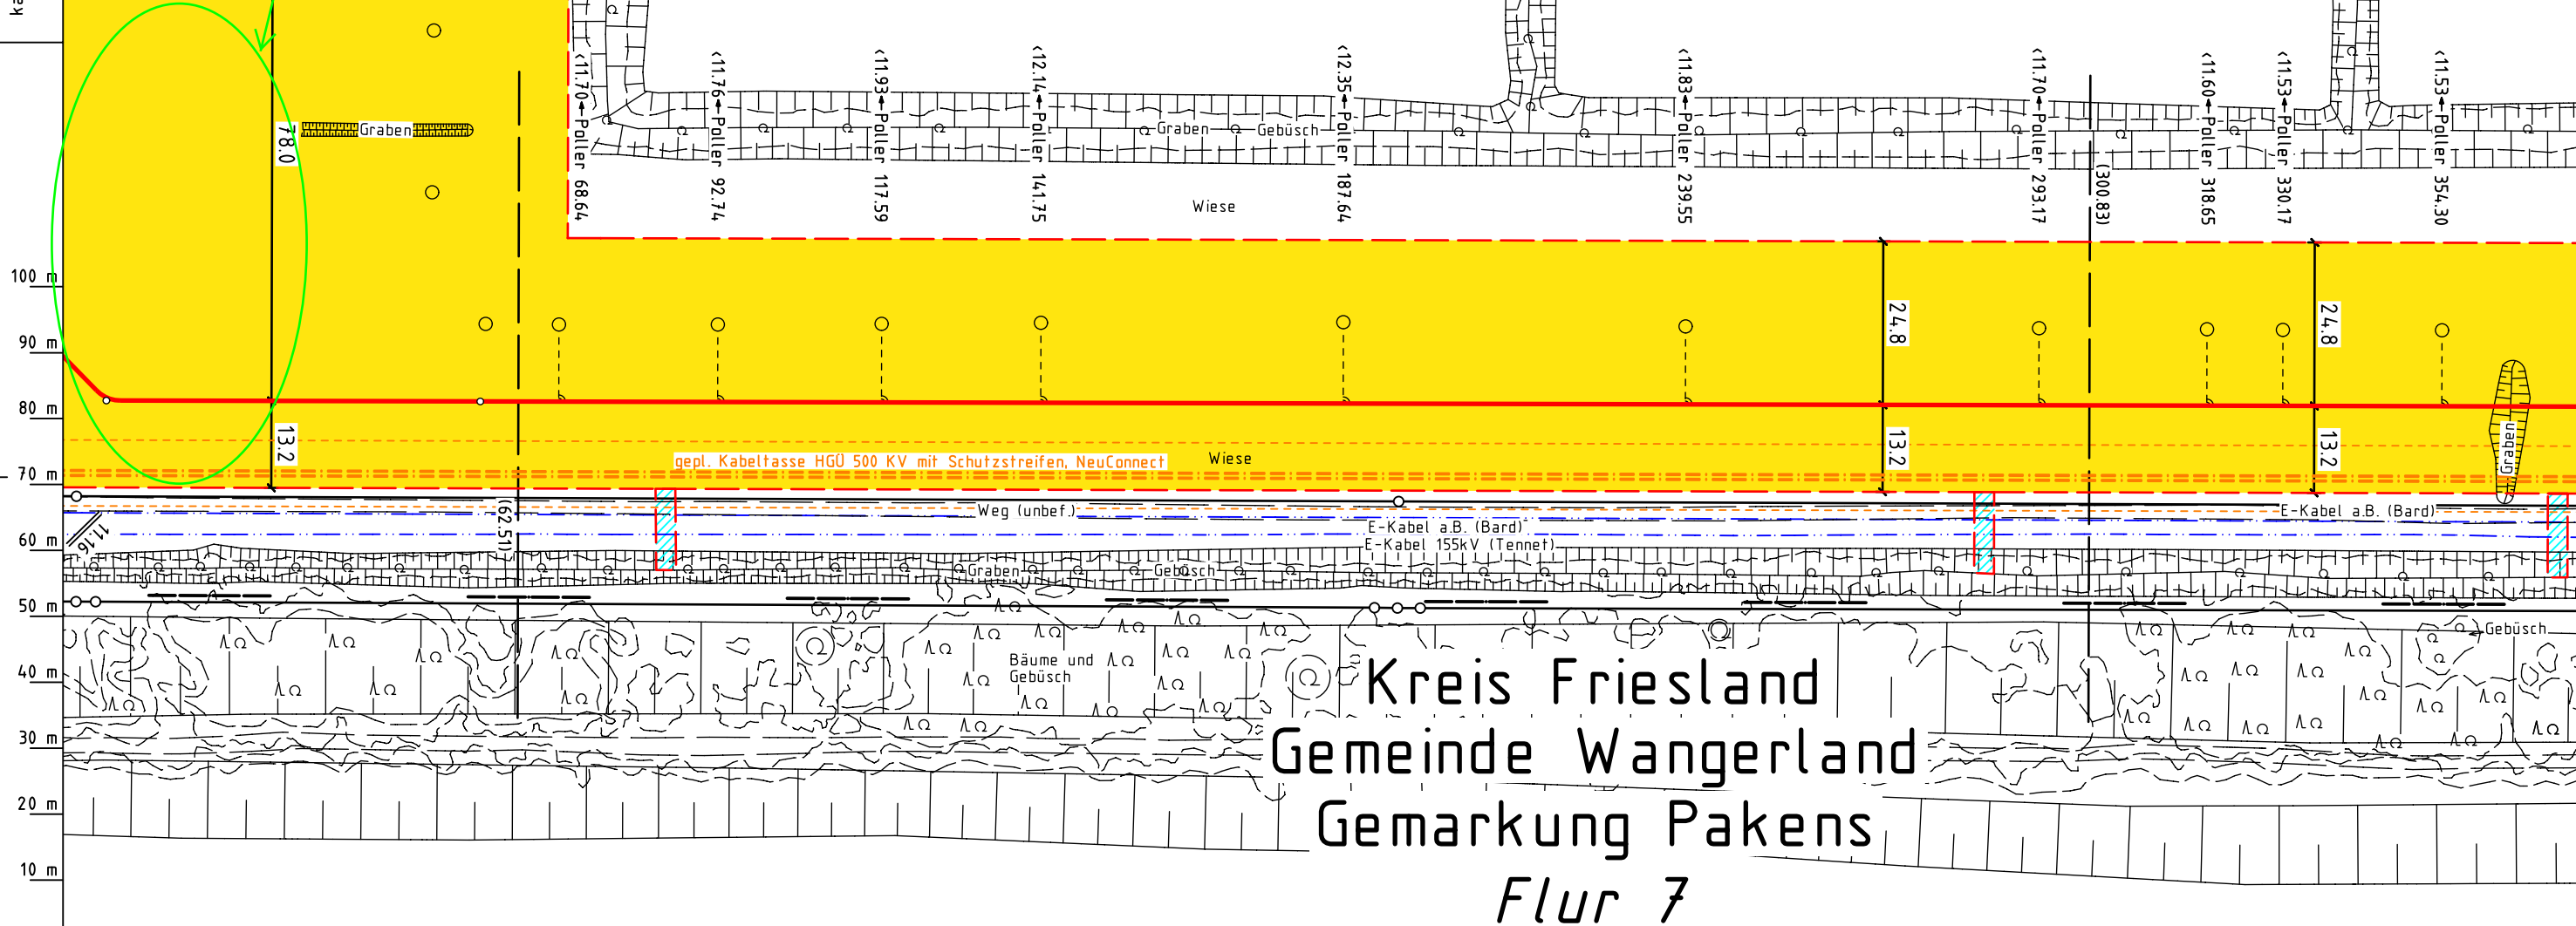 <11.70 Poller 68.64
<11.76 Poller 92.74
<11.93 Poller 117.59
<12.14 Poller 141.75
<12.35 Poller 187.64
<11.83 Poller 239.55
<11.70 Poller 293.17
(300.83)
<11.60 Poller 318.65
<11.53 Poller 330.17
<11.53 Poller 354.30
Graben
78.0
Graben
Gebüsch
Wiese
100 m
90 m
24.8
24.8
80 m
13.2
13.2
13.2
Graben
70 m
gepl. Kabeltasse HGÜ 500 KV mit Schutzstreifen, NeuConnect
Wiese
(62.51)
Weg (unbef.)
E-Kabel a.B. (Bard)
E-Kabel a.B. (Bard)
60 m
11.16
E-Kabel 155kV (Tennet)
Graben
Gebüsch
50 m
Gebüsch
40 m
Bäume und
Gebüsch
Kreis Friesland
30 m
Gemeinde Wangerland
20 m
Gemarkung Pakens
10 m
Flur 7